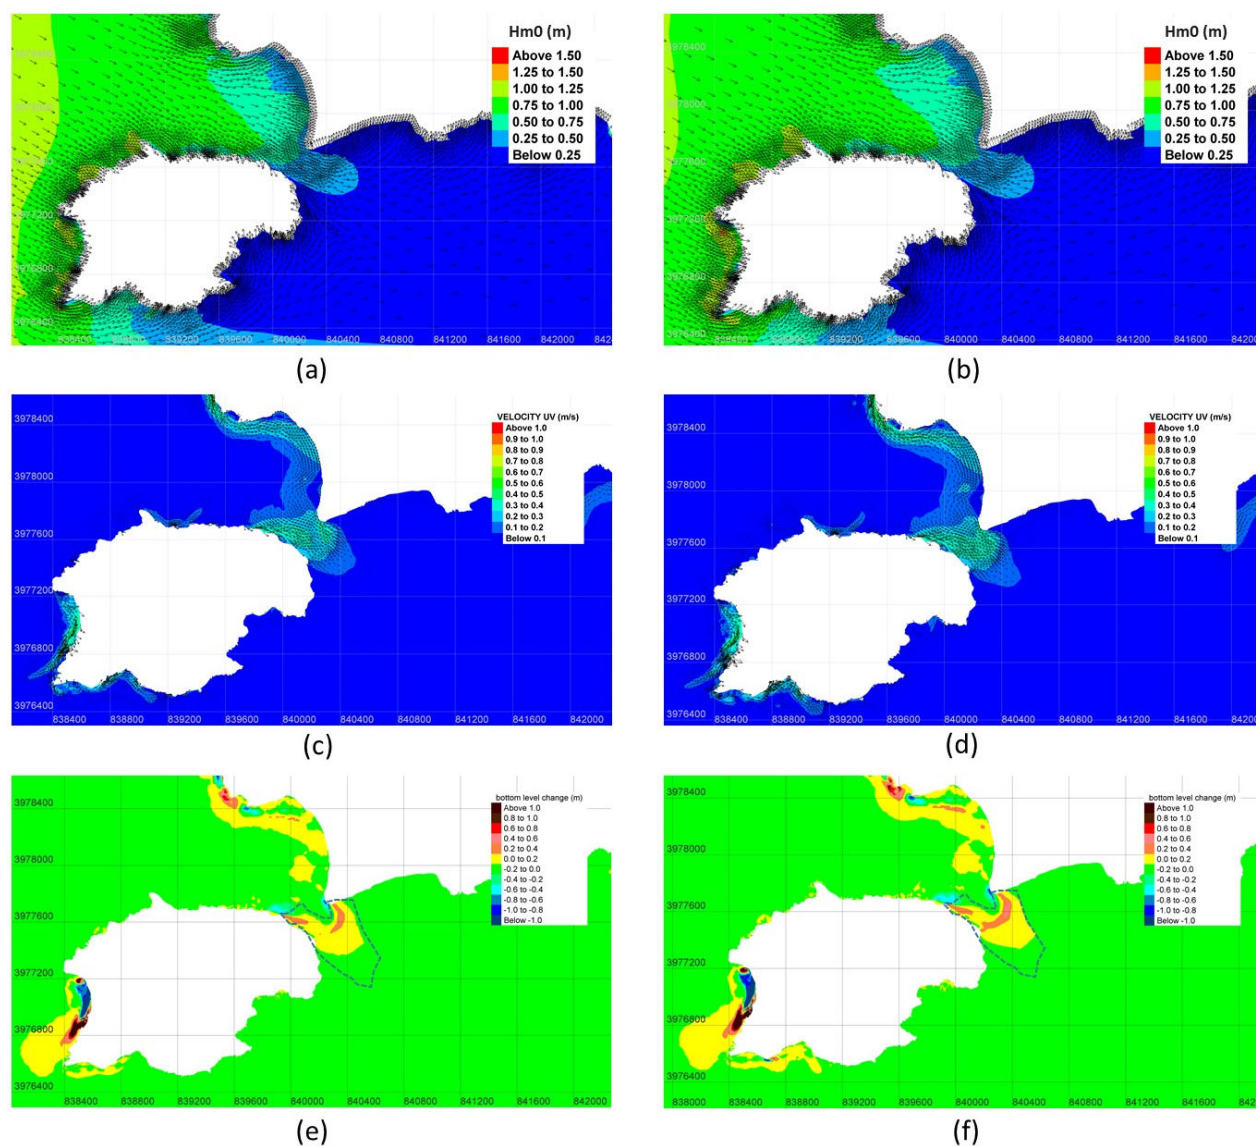 Hm0 (m)
Above 1.50
1.25 to 1.50
1.00 to 1.25
0.75 to 1.00
0.50 to 0.75
0.25 to 0.50
Below 0.25
3977200
3976800
3976400
838400 838800 839200 839600 840000 840400 840800 841200 841600 842000
(a)
Hm0 (m)
Above 1.50
1.25 to 1.50
1.00 to 1.25
0.75 to 1.00
0.50 to 0.75
0.25 to 0.50
Below 0.25
3978400
3978000
3977600
3976400
838400 838800 839200 839600 840000 840400 840800 841200 841600 842000
(b)
VELOCITY UV (m/s)
Above 1.0
0.9 to 1.0
0.8 to 0.9
0.7 to 0.8
0.6 to 0.7
0.5 to 0.6
0.4 to 0.5
0.3 to 0.4
0.2 to 0.3
0.1 to 0.2
Below 0.1
3978400
3978000
3977600
3977200
3976800
3976400
838400 838800 839200 839600 840000 840400 840800 841200 841600 842000
(c)
VELOCITY UV (m/s)
Above 1.0
0.9 to 1.0
0.8 to 0.9
0.7 to 0.8
0.6 to 0.7
0.5 to 0.6
0.4 to 0.5
0.3 to 0.4
0.2 to 0.3
0.1 to 0.2
Below 0.1
3978400
3978000
3977600
3977200
3976800
3976400
838400 838800 839200 839600 840000 840400 840800 841200 841600 842000
(d)
bottom level change (m)
Above 1.0
0.8 to 1.0
0.6 to 0.8
0.4 to 0.6
0.2 to 0.4
0.0 to 0.2
-0.2 to 0.0
-0.4 to -0.2
-0.6 to -0.4
-0.8 to -0.6
-1.0 to -0.8
Below -1.0
3978400
3978000
3977600
3977200
3976800
3976400
838400 838800 839200 839600 840000 840400 840800 841200 841600 842000
(e)
bottom level change (m)
Above 1.0
0.8 to 1.0
0.6 to 0.8
0.4 to 0.6
0.2 to 0.4
0.0 to 0.2
-0.2 to 0.0
-0.4 to -0.2
-0.6 to -0.4
-0.8 to -0.6
-1.0 to -0.8
Below -1.0
3978400
3978000
3977600
3977200
3976800
3976400
838000 838400 838800 839200 839600 840000 840400 840800 841200 841600
(f)